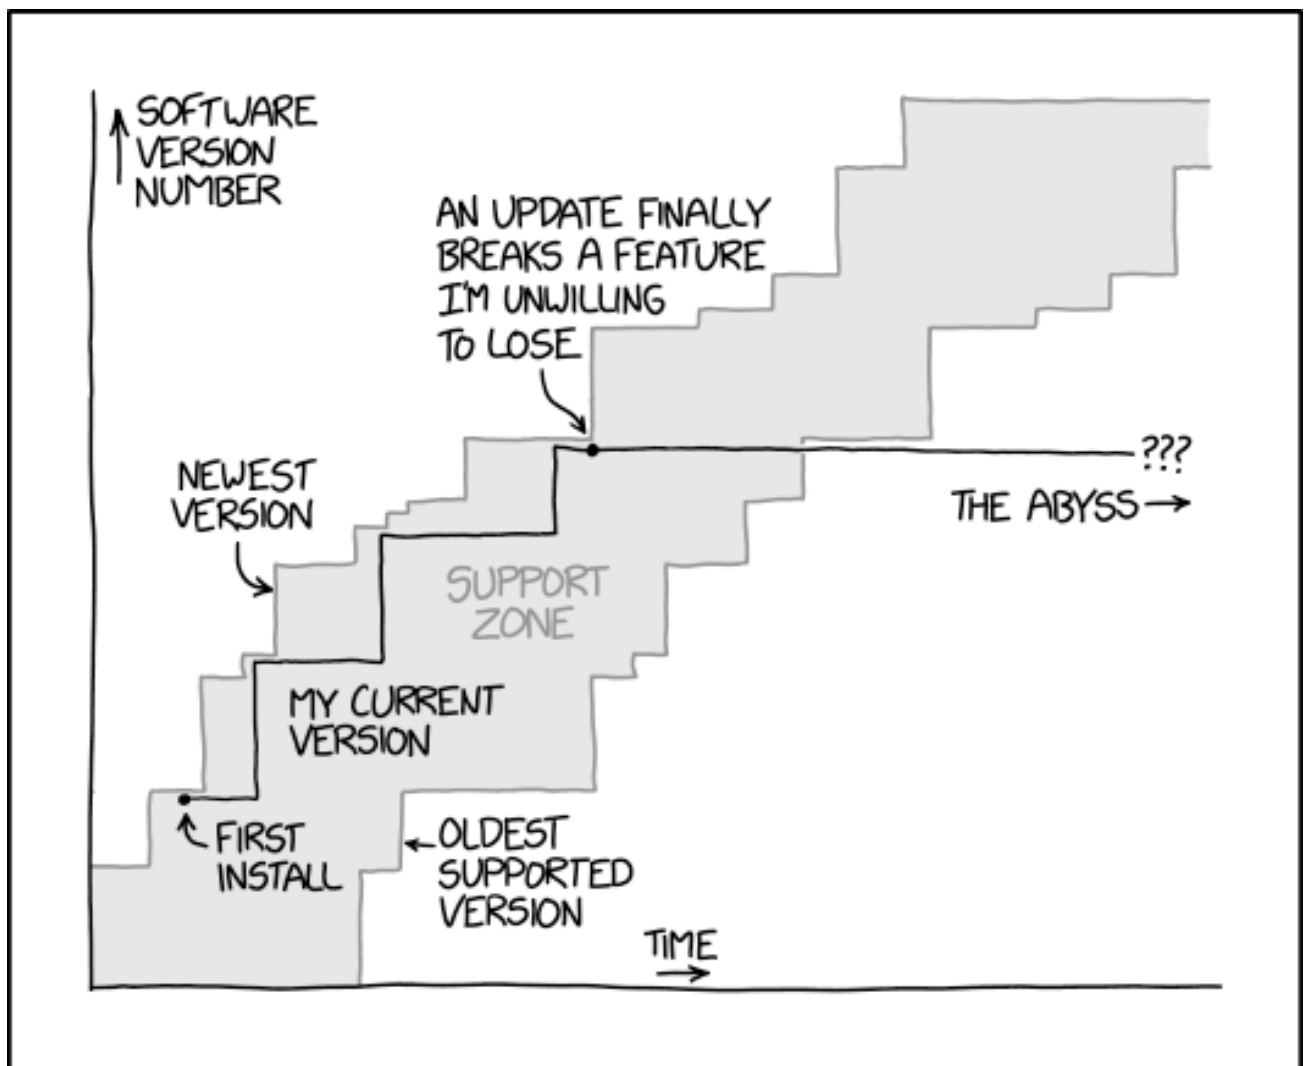 SOFTWARE
VERSION
NUMBER
AN UPDATE FINALLY
BREAKS A FEATURE
I'M UNWILLING
TO LOSE
NEWEST
VERSION
???
THE ABYSS
SUPPORT
ZONE
MY CURRENT
VERSION
FIRST
INSTALL
OLDEST
SUPPORTED
VERSION
TIME